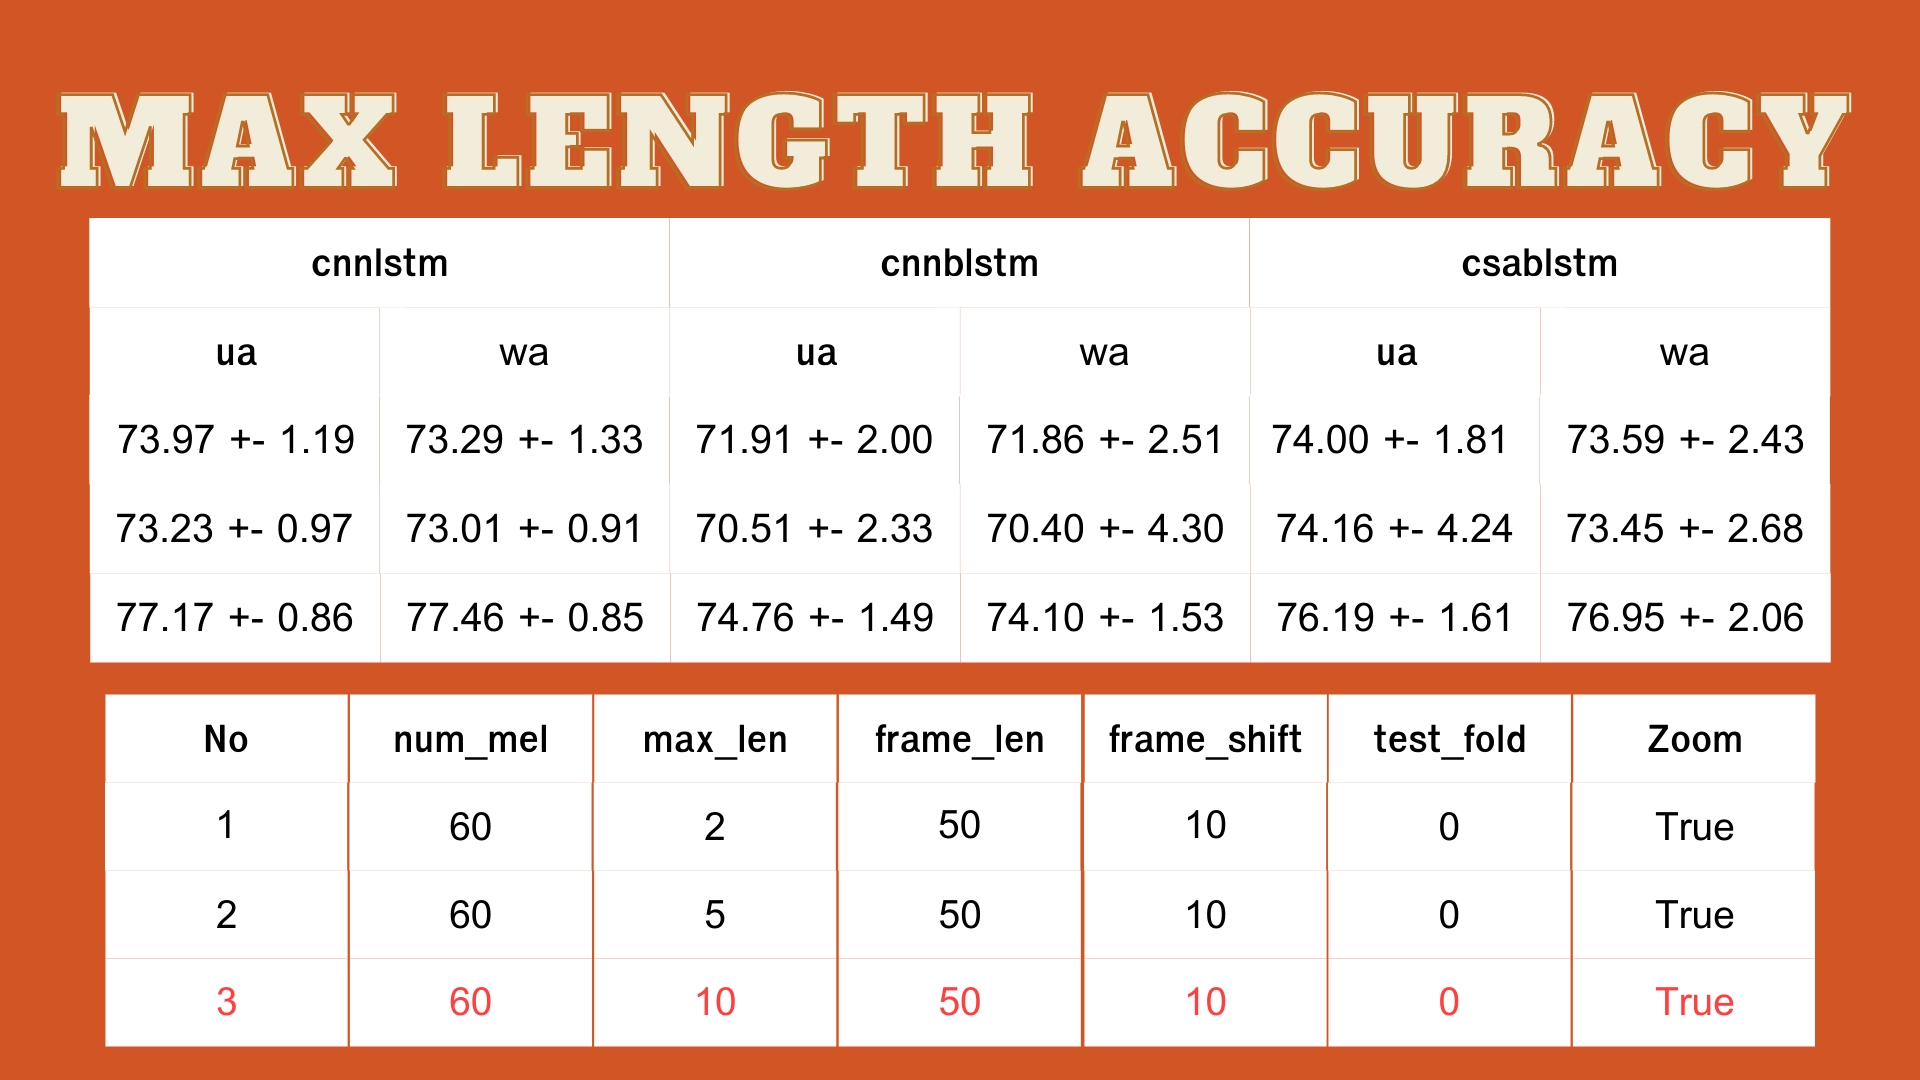 MAX LENGTH ACCURACY
cnnlstm cnnblstm csablstm
ua wa ua wa ua wa
73.97 +- 1.19 73.29 +- 1.33 71.91 +- 2.00 71.86 +- 2.51 74.00 +- 1.81 73.59 +- 2.43
73.23 +- 0.97 73.01 +- 0.91 70.51 +- 2.33 70.40 +- 4.30 74.16 +- 4.24 73.45 +- 2.68
77.17 +- 0.86 77.46 +- 0.85 74.76 +- 1.49 74.10 +- 1.53 76.19 +- 1.61 76.95 +- 2.06
No num_mel max_len frame_len frame_shift test_fold Zoom
1 60 2 50 10 0 True
2 60 5 50 10 0 True
3 60 10 50 10 0 True